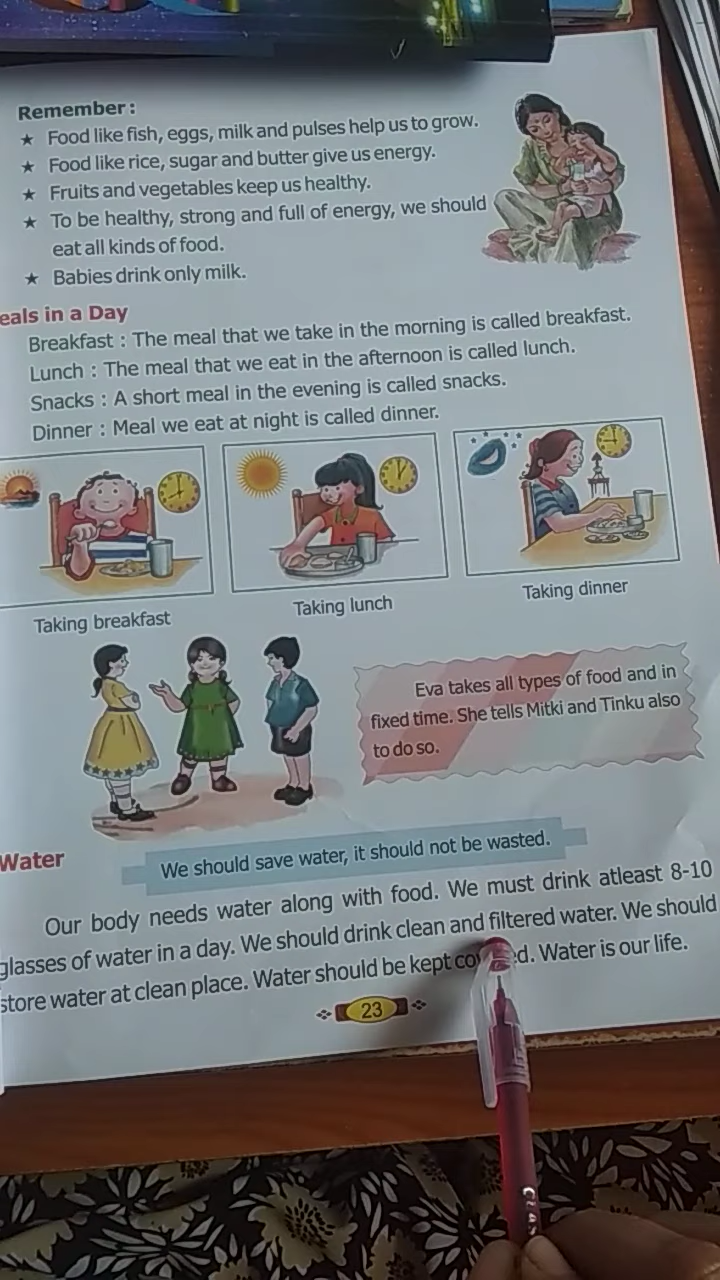 Remember :
★ Food like fish, eggs, milk and pulses help us to grow.
★ Food like rice, sugar and butter give us energy.
★ Fruits and vegetables keep us healthy.
★ To be healthy, strong and full of energy, we should
eat all kinds of food.
★ Babies drink only milk.
eals in a Day
Breakfast : The meal that we take in the morning is called breakfast.
Lunch : The meal that we eat in the afternoon is called lunch.
Snacks : A short meal in the evening is called snacks.
Dinner : Meal we eat at night is called dinner.
Taking breakfast
Taking lunch
Taking dinner
Eva takes all types of food and in
fixed time. She tells Mitki and Tinku also
to do so.
Water
We should save water, it should not be wasted.
Our body needs water along with food. We must drink atleast 8-10
glasses of water in a day. We should drink clean and filtered water. We should
store water at clean place. Water should be kept Water is our life.
23